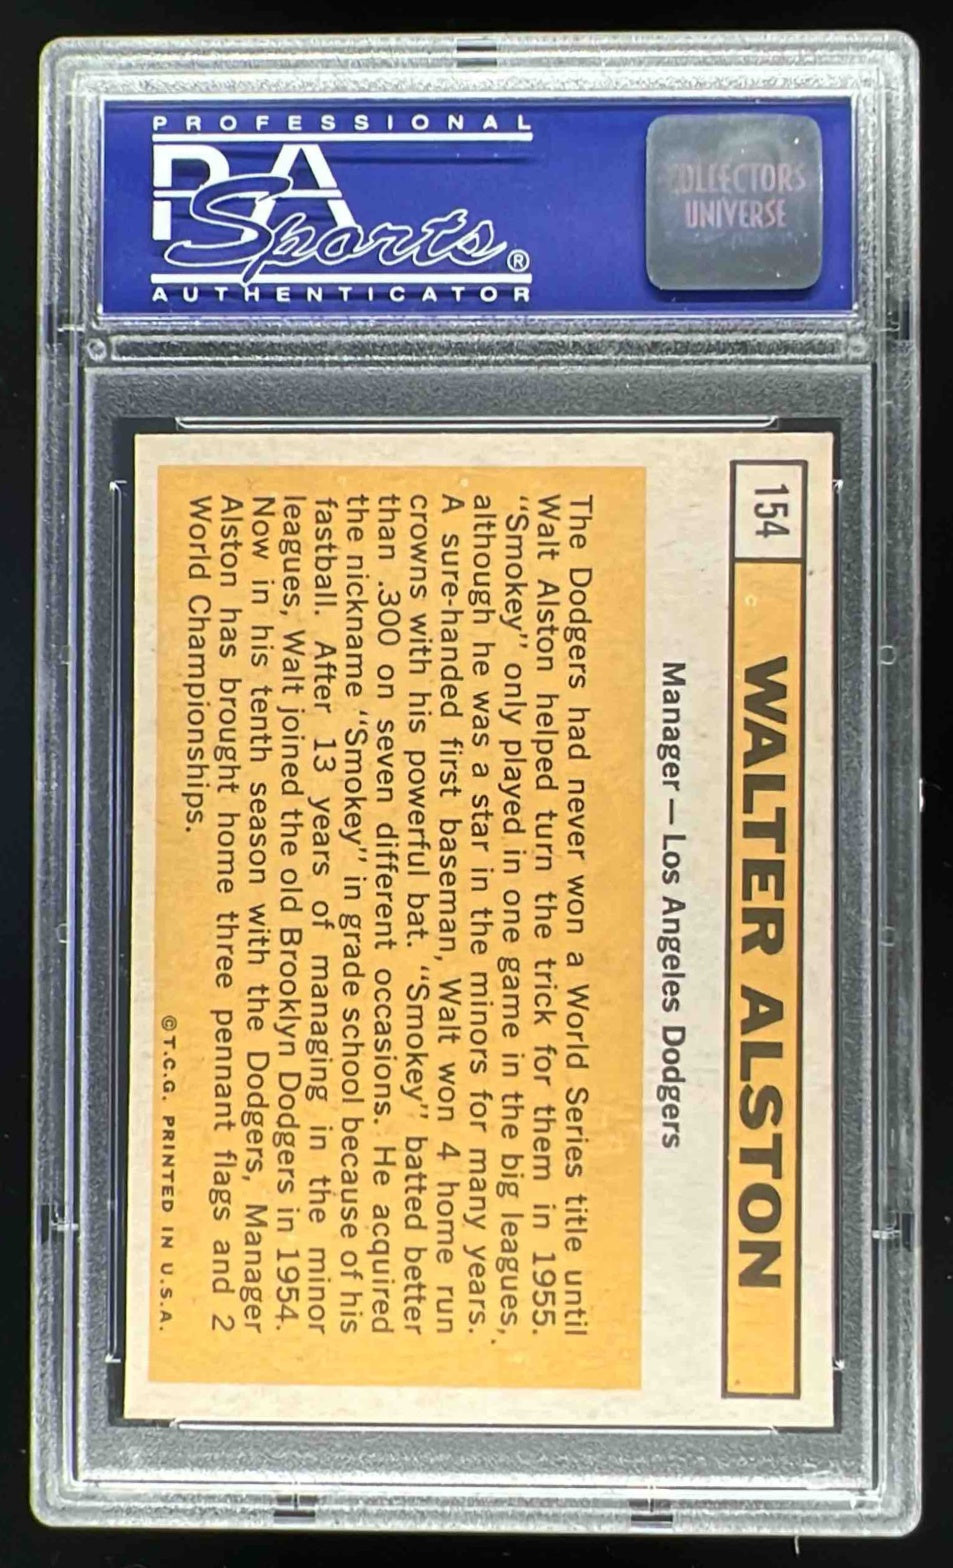 PROFESSIONAL
PSA
Sports®
AUTHENTICATOR
COLLECTORS
UNIVERSE
154
WALTER ALSTON
Manager—Los Angeles Dodgers
The Dodgers had never won a World Series title until
Walt Alston helped turn the trick for them in 1955.
"Smokey" only played in one game in the big leagues,
although he was a star in the minors for many years.
A sure-handed first baseman, Walt won 4 home run
crowns with his powerful bat. "Smokey" batted better
than .300 on seven different occasions. He acquired
the nickname "Smokey" in grade school because of his
fastball. After 13 years of managing in the minor
leagues, Walt joined the old Brooklyn Dodgers in 1954.
Now in his tenth season with the Dodgers, Manager
Alston has brought home three pennant flags and 2
World Championships.
©T.C.G. PRINTED IN U.S.A.